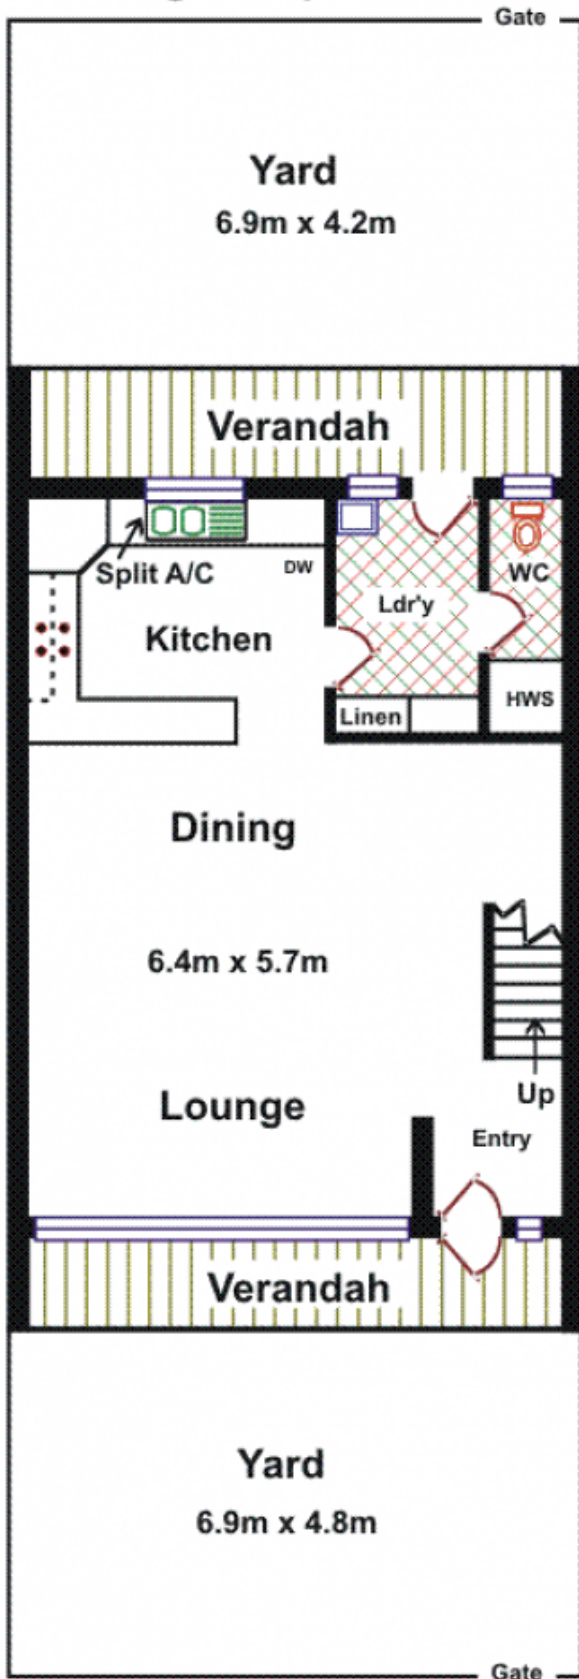 Gate
Yard
6.9m x 4.2m
Verandah
Split A/C
DW
WC
Ldr'y
Kitchen
HWS
Linen
Dining
6.4m x 5.7m
Lounge
Up
Entry
Verandah
Yard
6.9m x 4.8m
Gate